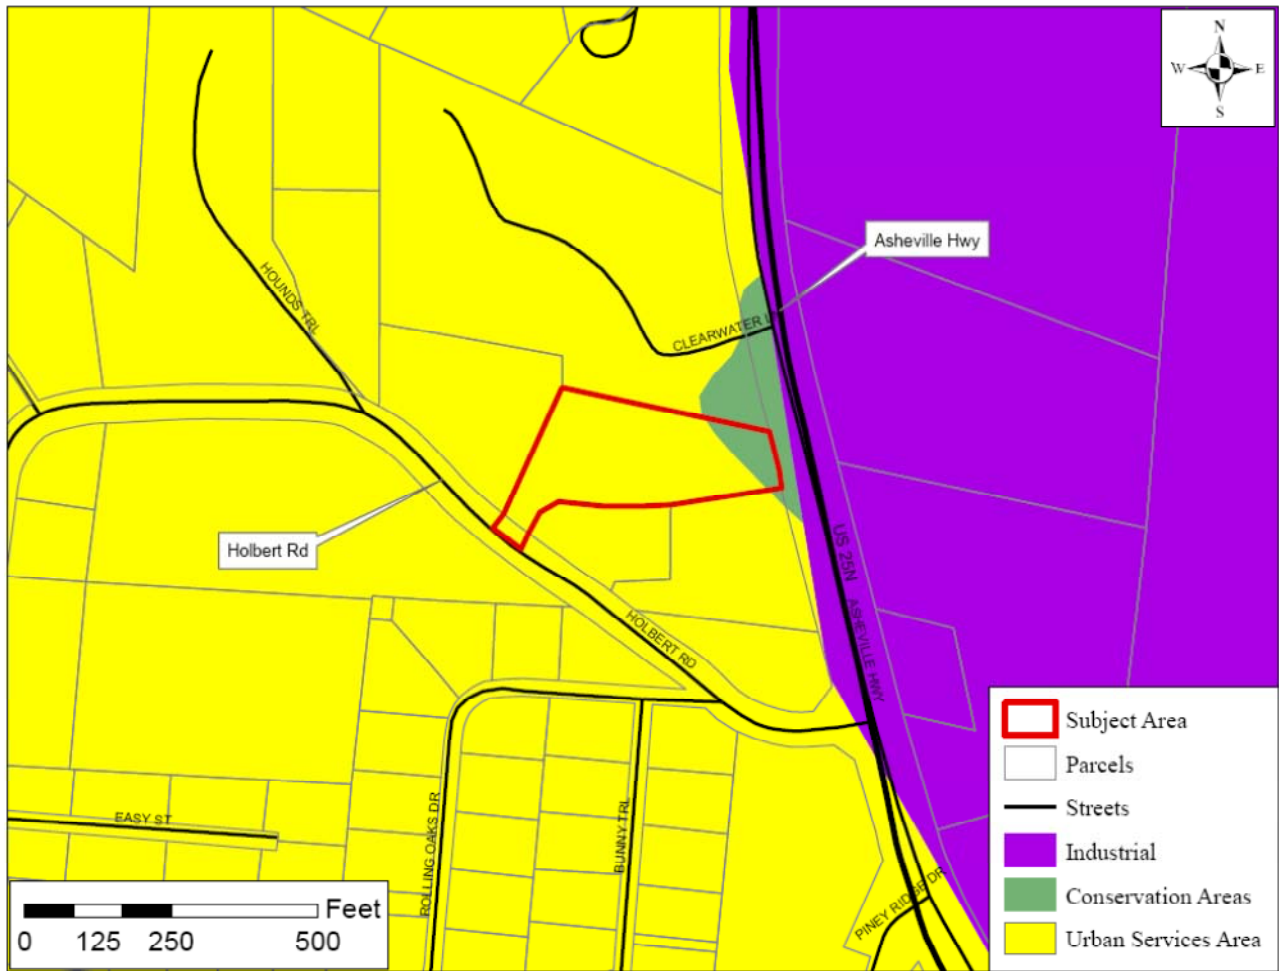 N
W E
S
Asheville Hwy
HOUNDS TRL
CLEARWATER
Holbert Rd
US 25N ASHEVILLE HWY
HOLBERT RD
EASY ST
ROLLING OAKS DR
BUNNY TRL
PINEY RIDGE DR
Subject Area
Parcels
Streets
Industrial
Conservation Areas
Urban Services Area
Feet
0 125 250 500